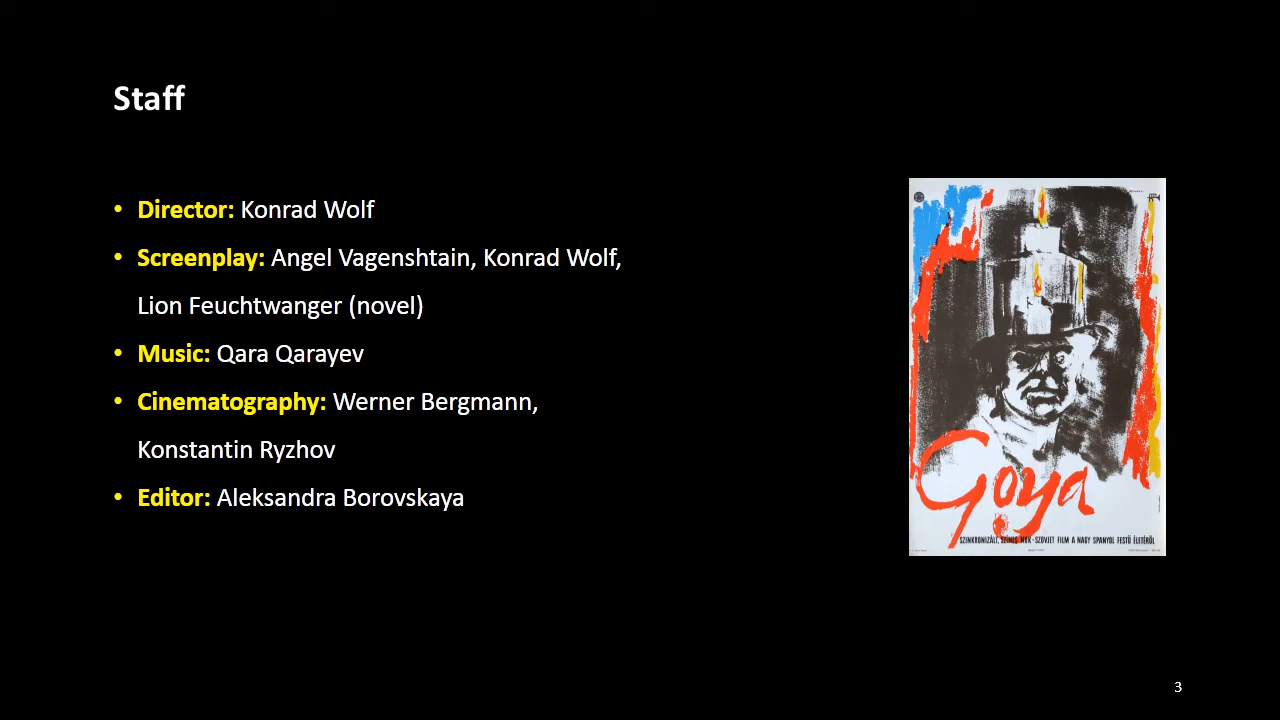 Staff
• Director: Konrad Wolf
• Screenplay: Angel Vagenshtain, Konrad Wolf,
Lion Feuchtwanger (novel)
• Music: Qara Qarayev
• Cinematography: Werner Bergmann,
Konstantin Ryzhov
• Editor: Aleksandra Borovskaya
Goya
SZINKRONIZÁLT, SZÍNES NDK-SZOVJET FILM A NAGY SPANYOL FESTŐ ÉLETÉRŐL
3